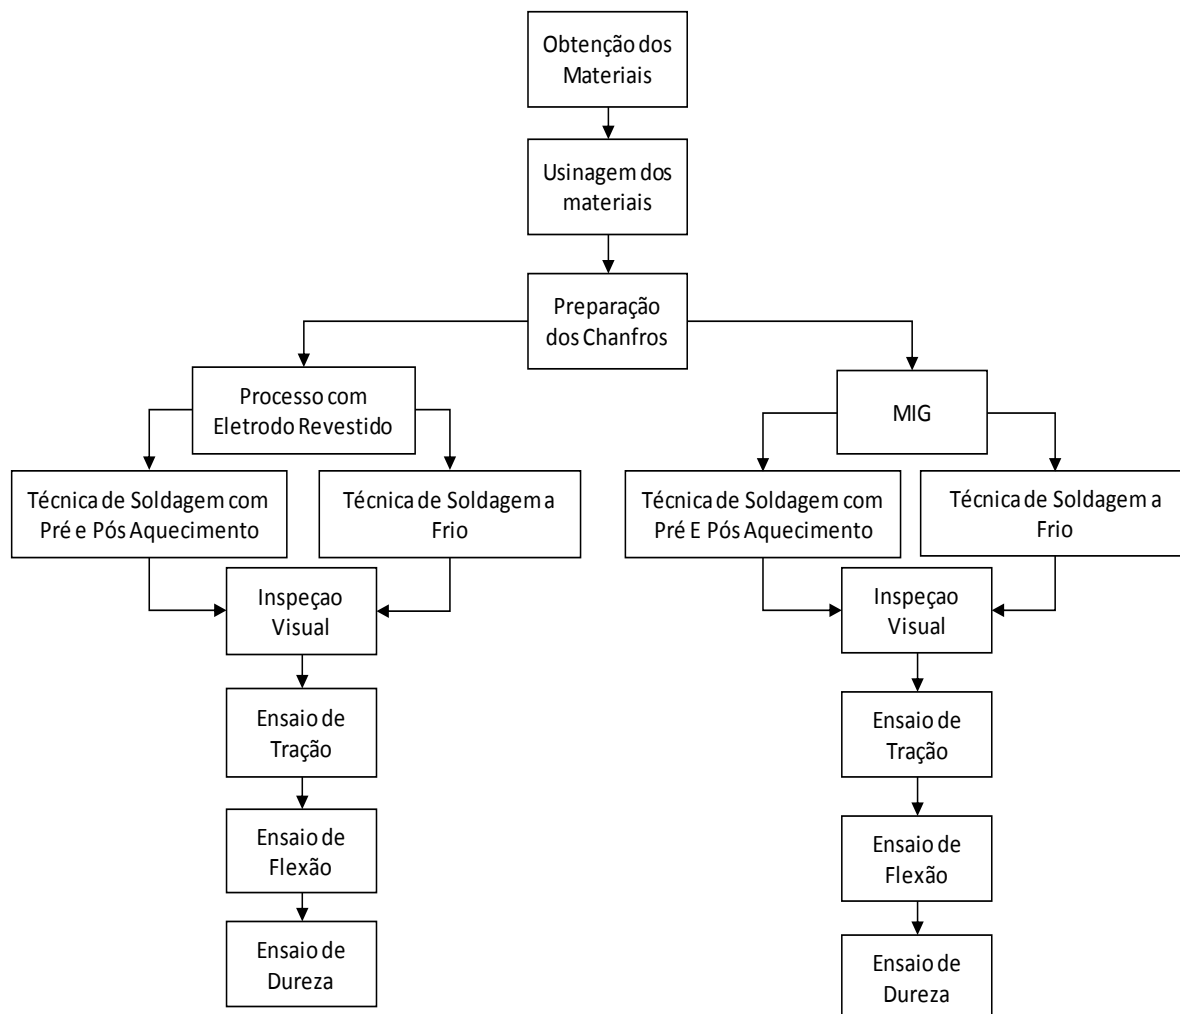 Obtenção dos
Materiais
Usinagem dos
materiais
Preparação
dos Chanfros
Processo com
Eletrodo Revestido
MIG
Técnica de Soldagem com
Pré e Pós Aquecimento
Técnica de Soldagem a
Frio
Técnica de Soldagem com
Pré E Pós Aquecimento
Técnica de Soldagem a
Frio
Inspeçao
Visual
Inspeçao
Visual
Ensaio de
Tração
Ensaio de
Tração
Ensaio de
Flexão
Ensaio de
Flexão
Ensaio de
Dureza
Ensaio de
Dureza